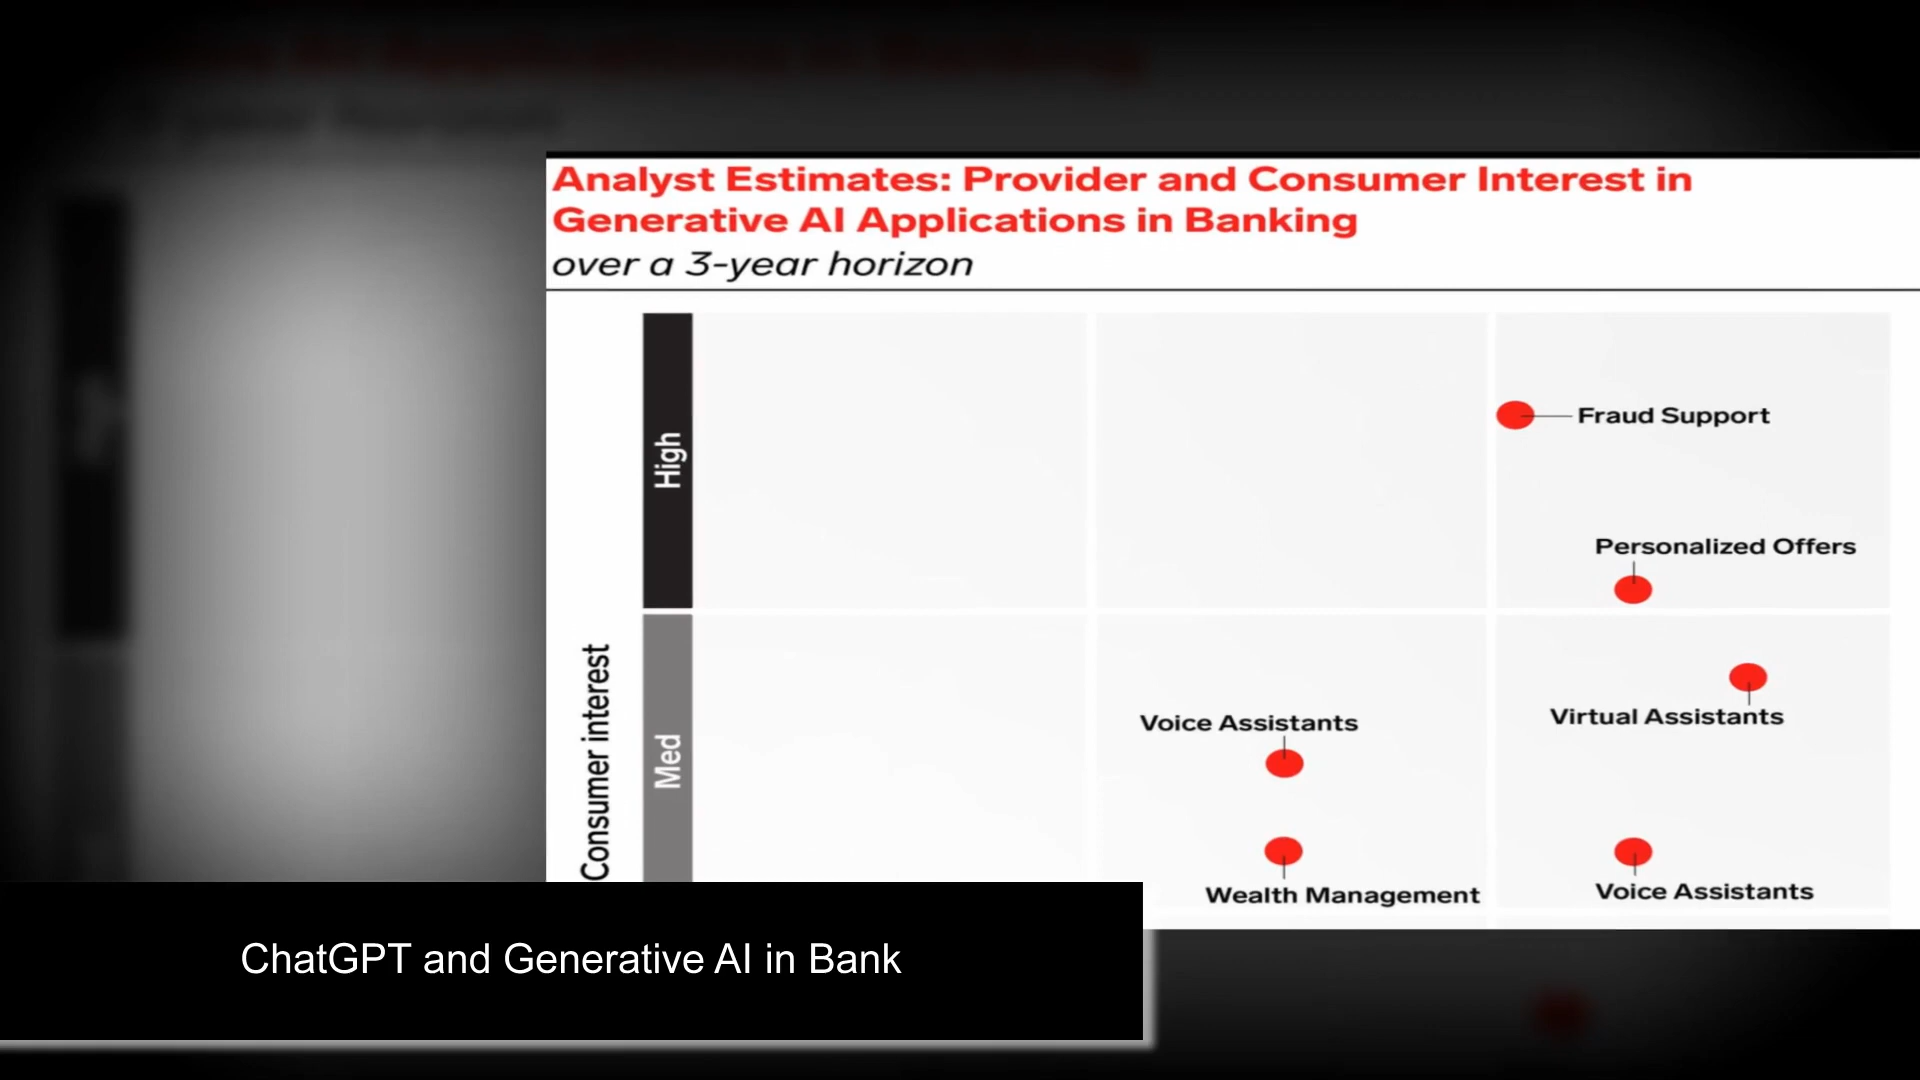 Analyst Estimates: Provider and Consumer Interest in
Generative AI Applications in Banking
over a 3-year horizon
High
Fraud Support
Personalized Offers
Consumer interest
Med
Virtual Assistants
Voice Assistants
Wealth Management
Voice Assistants
ChatGPT and Generative AI in Bank